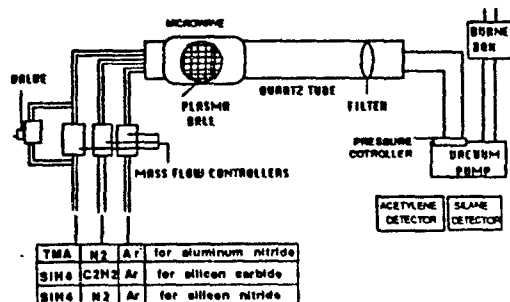 MICROWAVE
BURNE
BOX
VALVE
PLASMA
BALL
QUARTZ TUBE
FILTER
PRESSURE
COTROLLER
VACUUM
PUMP
MASS FLOW CONTROLLERS
ACETYLENE
DETECTOR
SILANE
DETECTOR
TMA N2 Ar for aluminum nitride
SiH4 C2H2 Ar for silicon carbide
SiH4 N2 Ar for silicon nitride